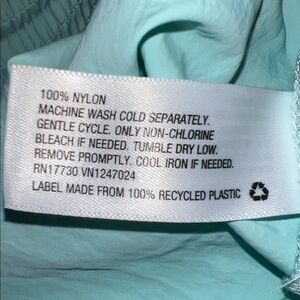 100% NYLON
MACHINE WASH COLD SEPARATELY.
GENTLE CYCLE. ONLY NON-CHLORINE
BLEACH IF NEEDED. TUMBLE DRY LOW.
REMOVE PROMPTLY. COOL IRON IF NEEDED.
RN17730 VN1247024
LABEL MADE FROM 100% RECYCLED PLASTIC